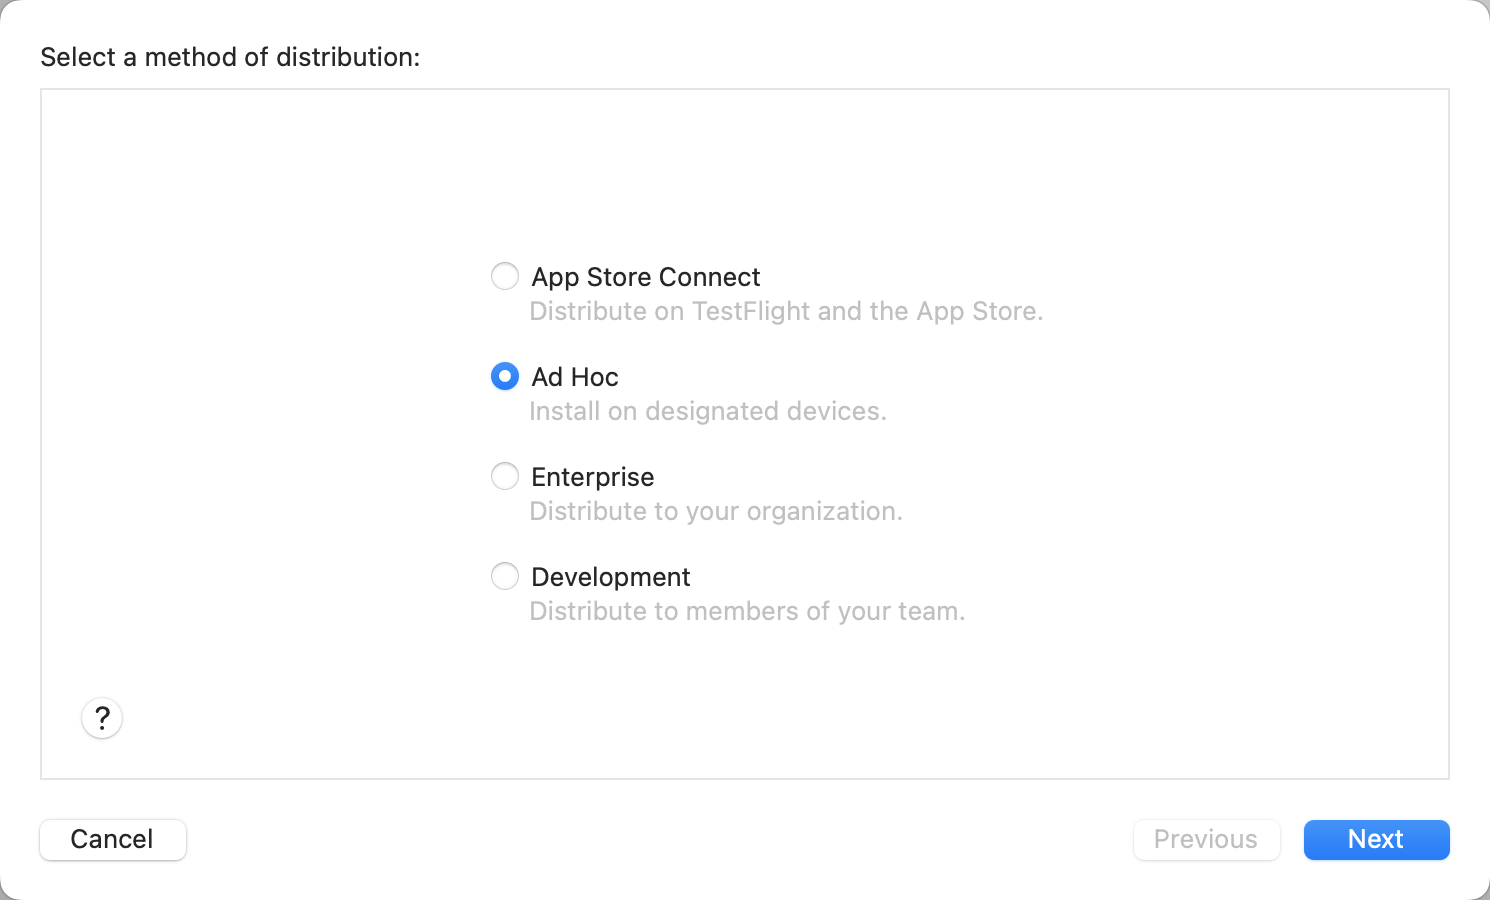 Select a method of distribution:
App Store Connect
Distribute on TestFlight and the App Store.
Ad Hoc
Install on designated devices.
Enterprise
Distribute to your organization.
Development
Distribute to members of your team.
?
Cancel
Previous
Next